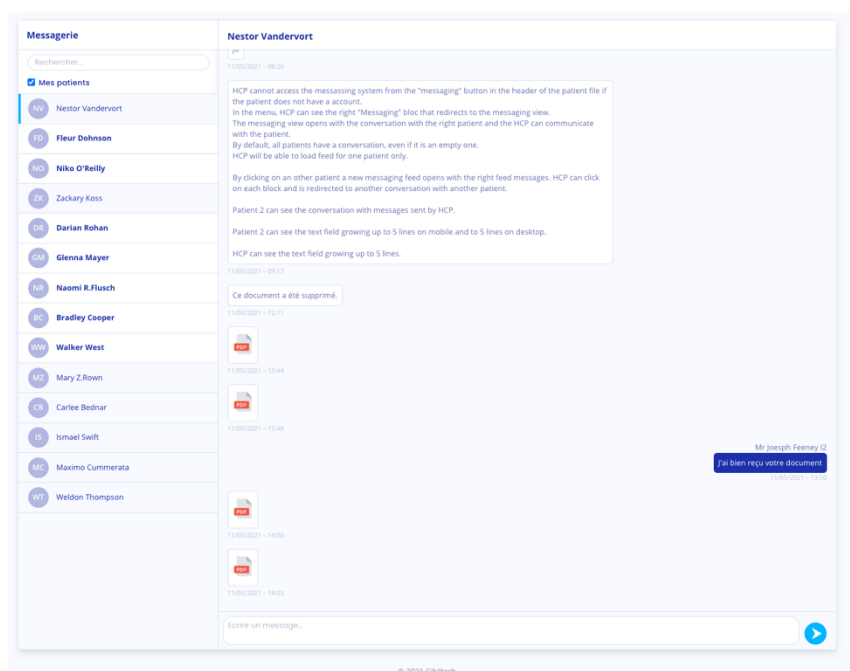 Messagerie
Rechercher...
Mes patients
NV Nestor Vandervort
FD Fleur Dohnson
NO Niko O'Reilly
ZK Zackary Koss
DR Darian Rohan
GM Glenna Mayer
NR Naomi R.Flusch
BC Bradley Cooper
WW Walker West
MZ Mary Z.Rown
CB Carlee Bednar
IS Ismael Swift
MC Maximo Cummerata
WT Weldon Thompson
Nestor Vandervort
11/05/2021 – 08:26
HCP cannot access the messassing system from the "messaging" button in the header of the patient file if
the patient does not have a account.
In the menu, HCP can see the right "Messaging" bloc that redirects to the messaging view.
The messaging view opens with the conversation with the right patient and the HCP can communicate
with the patient.
By default, all patients have a conversation, even if it is an empty one.
HCP will be able to load feed for one patient only.
By clicking on an other patient a new messaging feed opens with the right feed messages. HCP can click
on each block and is redirected to another conversation with another patient.
Patient 2 can see the conversation with messages sent by HCP.
Patient 2 can see the text field growing up to 5 lines on mobile and to 5 lines on desktop.
HCP can see the text field growing up to 5 lines.
11/05/2021 – 09:17
Ce document a été supprimé.
11/05/2021 – 12:11
PDF
11/05/2021 – 13:44
PDF
11/05/2021 – 13:48
Mr Joesph Feeney I2
J'ai bien reçu votre document
11/05/2021 – 13:50
PDF
11/05/2021 – 14:00
PDF
11/05/2021 – 14:03
Ecrire un message...